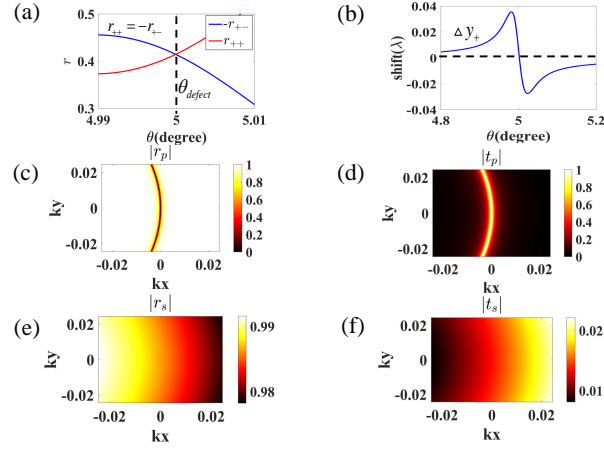 (a)
0.5
r₊₊ = −r₊₋
−r₊₋
r₊₊
r
0.4
θdefect
0.3
4.99 5 5.01
θ(degree)
(b)
0.04
Δy₊
0.02
shift(λ)
0
-0.02
-0.04
4.8 5 5.2
θ(degree)
(c)
|rₚ|
0.02
ky
0
-0.02
-0.02 0 0.02
kx
1
0.8
0.6
0.4
0.2
0
(d)
|tₚ|
0.02
ky
0
-0.02
-0.02 0 0.02
kx
1
0.8
0.6
0.4
0.2
0
(e)
|rₛ|
0.02
ky
0
-0.02
-0.02 0 0.02
kx
0.99
0.98
(f)
|tₛ|
0.02
ky
0
-0.02
-0.02 0 0.02
kx
0.02
0.01